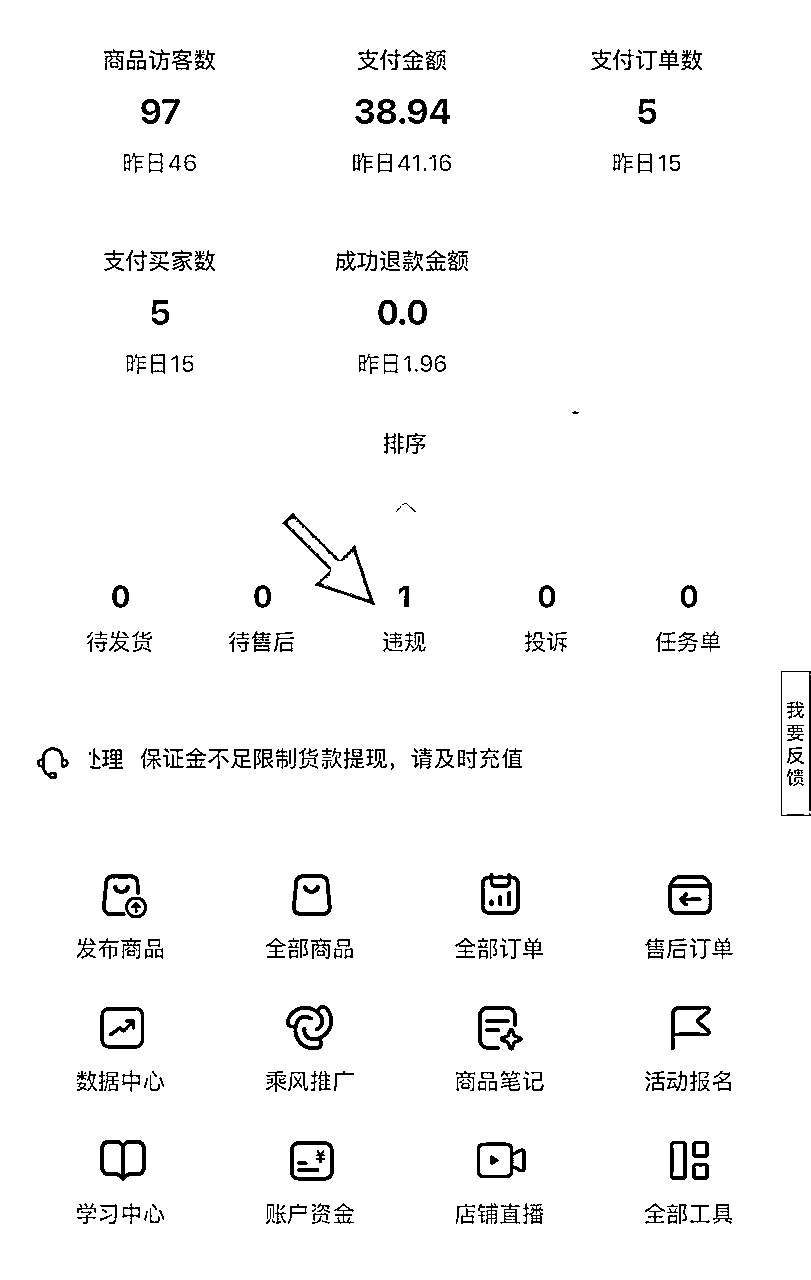 商品访客数 支付金额 支付订单数
97 38.94 5
昨日46 昨日41.16 昨日15
支付买家数 成功退款金额
5 0.0
昨日15 昨日1.96
排序
0 0 1 0 0
待发货 待售后 违规 投诉 任务单
我要反馈
理 保证金不足限制货款提现，请及时充值
发布商品 全部商品 全部订单 售后订单
数据中心 乘风推广 商品笔记 活动报名
学习中心 账户资金 店铺直播 全部工具